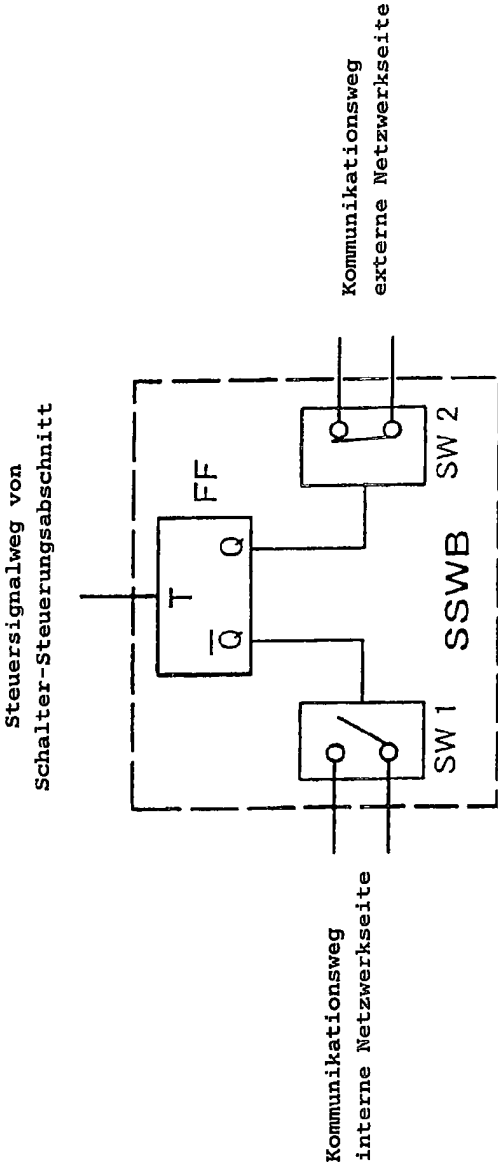 Steuersignalweg von
Schalter-Steuerungsabschnitt
T
FF
Q̅
Q
SW 1
SW 2
SSWB
Kommunikationsweg
interne Netzwerkseite
Kommunikationsweg
externe Netzwerkseite